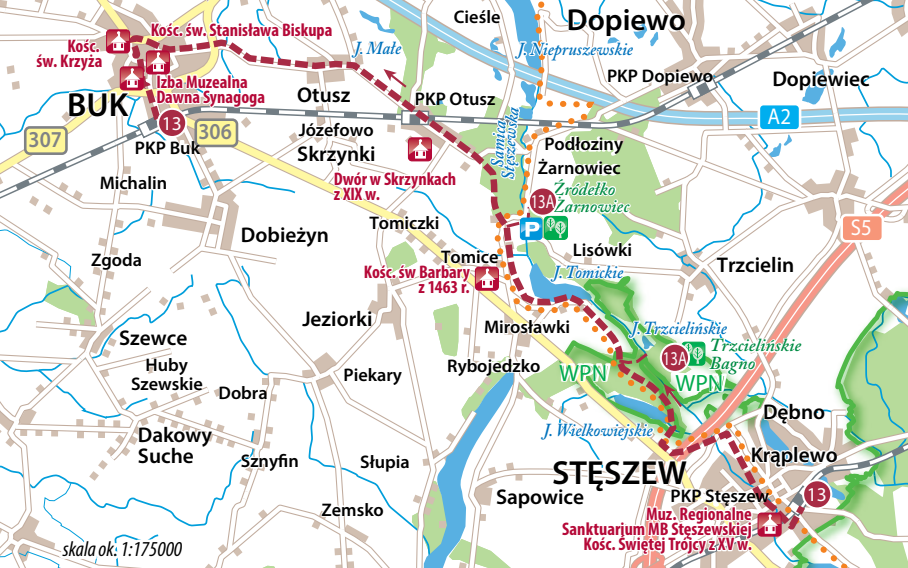 Cieśle
Dopiewo
Kość. św. Stanisława Biskupa
Kość.
św. Krzyża
J. Małe
J. Niepruszewskie
PKP Dopiewo
Dopiewiec
Izba Muzealna
Dawna Synagoga
BUK
Otusz
PKP Otusz
A2
13
307
306
PKP Buk
Józefowo
Skrzynki
Samica
Stęszewska
Podłoziny
Żarnowiec
Michalin
Dwór w Skrzynkach
z XIX w.
13A
Źródełko
Żarnowiec
P
S5
Tomiczki
Dobieżyn
Lisówki
Zgoda
Tomice
Trzcielin
Kość. św Barbary
z 1463 r.
J. Tomickie
Jeziorki
Mirosławki
J. Trzcielińskie
Szewce
13A
Trzcielińskie
Bagno
Huby
Szewskie
Rybojedzko
WPN
WPN
Piekary
Dobra
Dębno
Dakowy
Suche
J. Wielkowiejskie
Krąplewo
Sznyfin
Słupia
STĘSZEW
Sapowice
PKP Stęszew
13
Zemsko
Muz. Regionalne
Sanktuarium MB Stęszewskiej
Kość. Świętej Trójcy z XV w.
skala ok. 1:175000